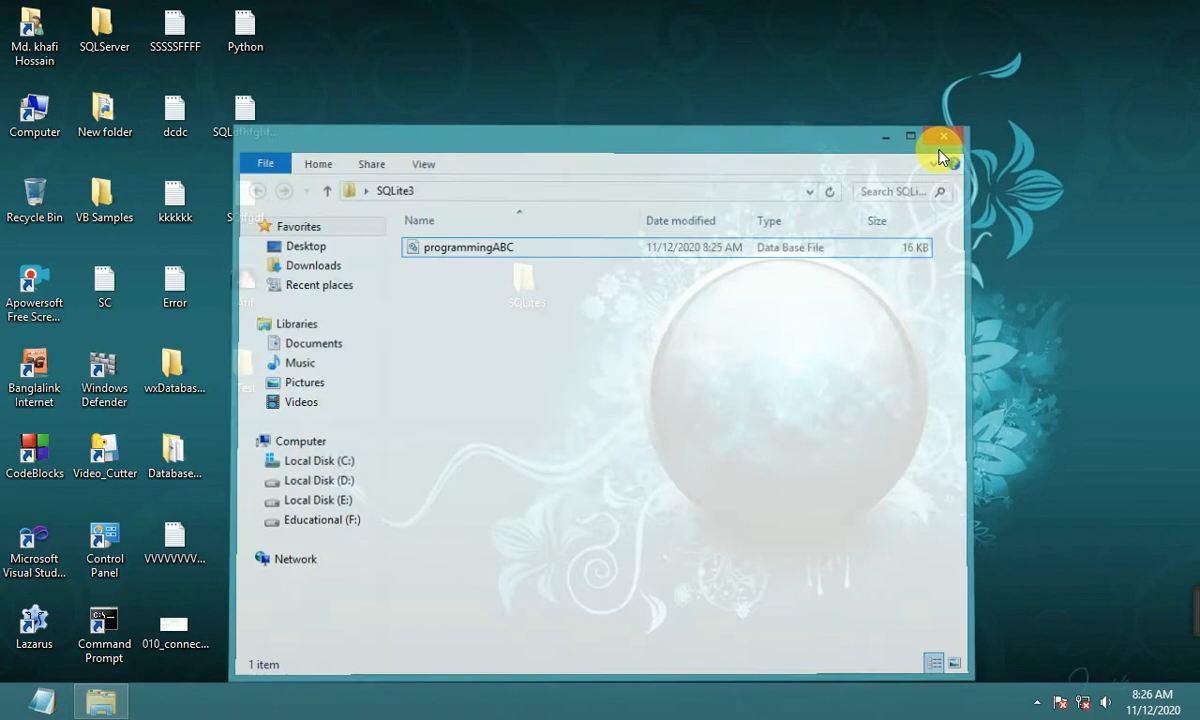 Md. khafi
Hossain
SQLServer
SSSSSFFFF
Python
Computer
New folder
dcdc
Recycle Bin
VB Samples
kkkkkk
Apowersoft
Free Scre...
SC
Error
Atif
Banglalink
Internet
Windows
Defender
wxDatabas...
Test
CodeBlocks
Video_Cutter
Database...
Microsoft
Visual Stud...
Control
Panel
VVVVVVVV...
Lazarus
Command
Prompt
010_connec...
File
Home
Share
View
SQLite3
Search SQLi...
Name
Date modified
Type
Size
programmingABC
11/12/2020 8:25 AM
Data Base File
16 KB
SQLite3
Favorites
Desktop
Downloads
Recent places
Libraries
Documents
Music
Pictures
Videos
Computer
Local Disk (C:)
Local Disk (D:)
Local Disk (E:)
Educational (F:)
Network
1 item
8:26 AM
11/12/2020